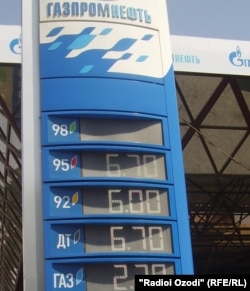 ГАЗПРОМНЕФТЬ
98
95 6.70
92 6.00
ДТ 6.70
ГАЗ
"Radioi Ozodi" (RFE/RL)